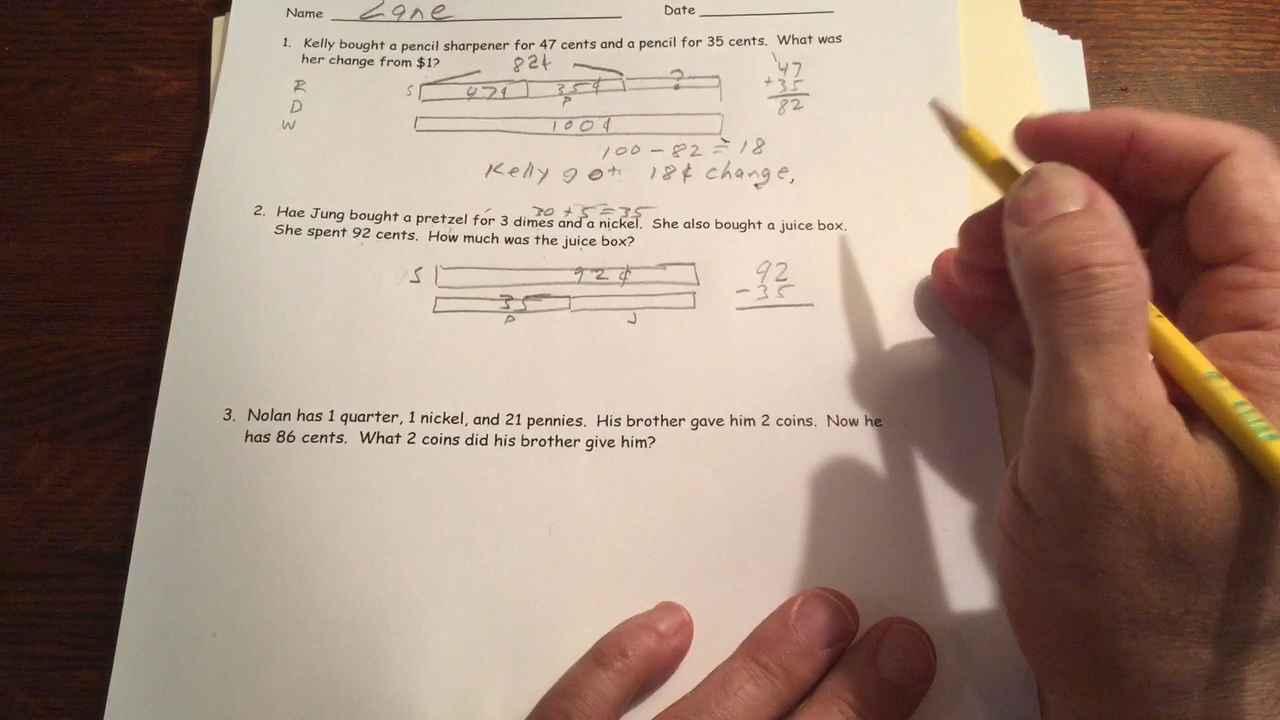 Name Lane Date
1. Kelly bought a pencil sharpener for 47 cents and a pencil for 35 cents. What was
her change from $1?
82¢
R
D
W
S 47¢ 35¢ ?
P
100¢
47
+35
82
100 - 82 = 18
Kelly got 18¢ change.
30 + 5 = 35
2. Hae Jung bought a pretzel for 3 dimes and a nickel. She also bought a juice box.
She spent 92 cents. How much was the juice box?
S 92¢
35
P J
92
-35
3. Nolan has 1 quarter, 1 nickel, and 21 pennies. His brother gave him 2 coins. Now he
has 86 cents. What 2 coins did his brother give him?